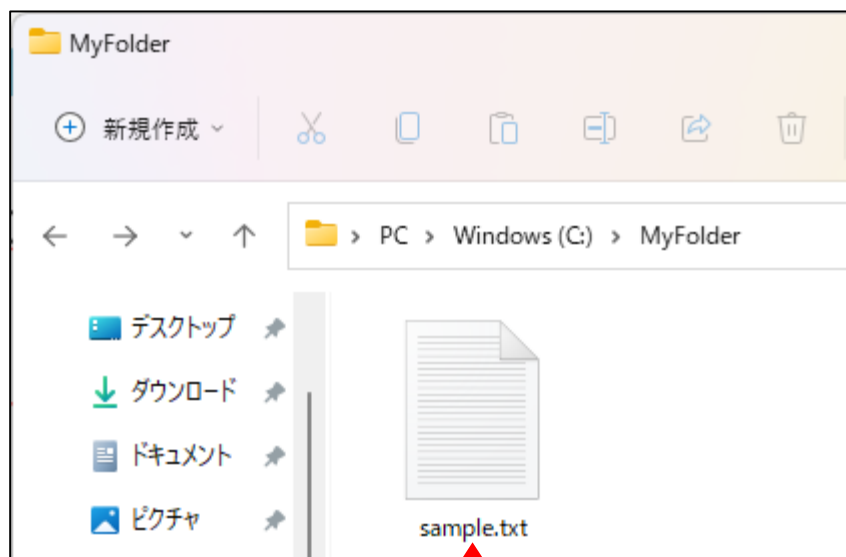 MyFolder
新規作成
PC > Windows (C:) > MyFolder
デスクトップ
ダウンロード
ドキュメント
ピクチャ
sample.txt